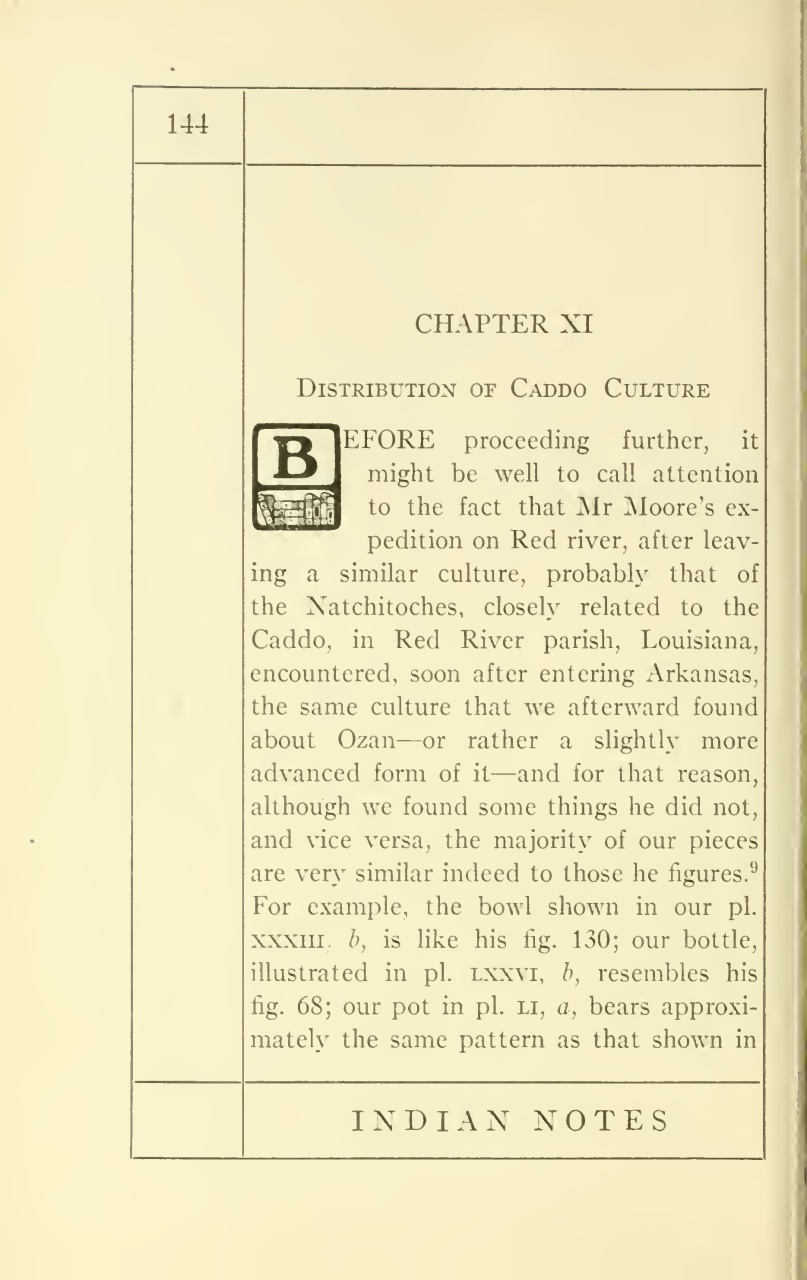 144
CHAPTER XI
Distribution of Caddo Culture
BEFORE proceeding further, it
might be well to call attention
to the fact that Mr Moore's ex-
pedition on Red river, after leav-
ing a similar culture, probably that of
the Natchitoches, closely related to the
Caddo, in Red River parish, Louisiana,
encountered, soon after entering Arkansas,
the same culture that we afterward found
about Ozan—or rather a slightly more
advanced form of it—and for that reason,
although we found some things he did not,
and vice versa, the majority of our pieces
are very similar indeed to those he figures.⁹
For example, the bowl shown in our pl.
XXXIII, b, is like his fig. 130; our bottle,
illustrated in pl. LXXVI, b, resembles his
fig. 68; our pot in pl. LI, a, bears approxi-
mately the same pattern as that shown in
INDIAN NOTES